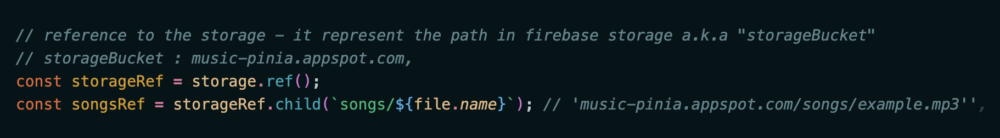 // reference to the storage - it represent the path in firebase storage a.k.a "storageBucket"
// storageBucket : music-pinia.appspot.com,
const storageRef = storage.ref();
const songsRef = storageRef.child(`songs/${file.name}`); // 'music-pinia.appspot.com/songs/example.mp3'',